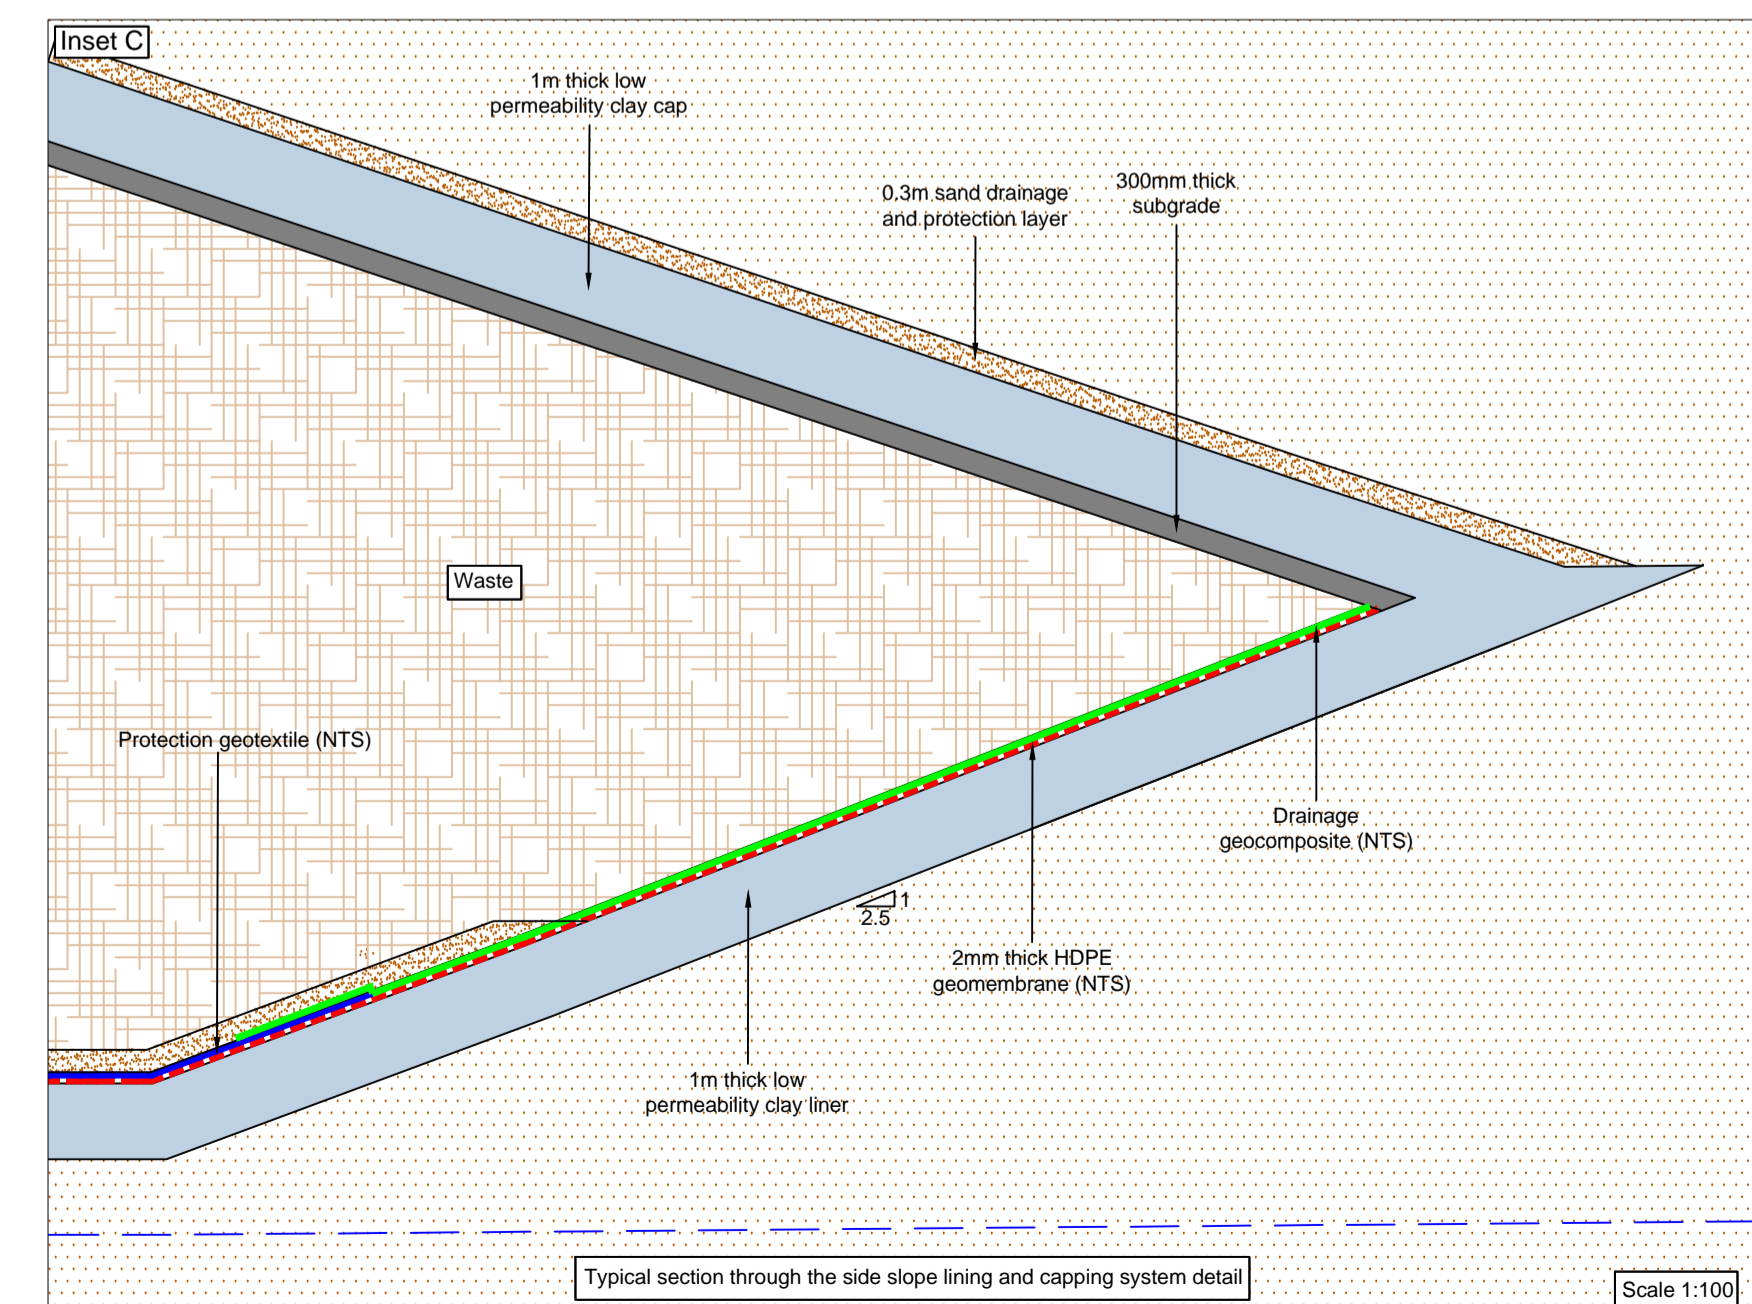 Inset C
1m thick low
permeability clay cap
0.3m sand drainage
and protection layer
300mm thick
subgrade
Waste
Protection geotextile (NTS)
Drainage
geocomposite (NTS)
1
2.5
2mm thick HDPE
geomembrane (NTS)
1m thick low
permeability clay liner
Typical section through the side slope lining and capping system detail
Scale 1:100